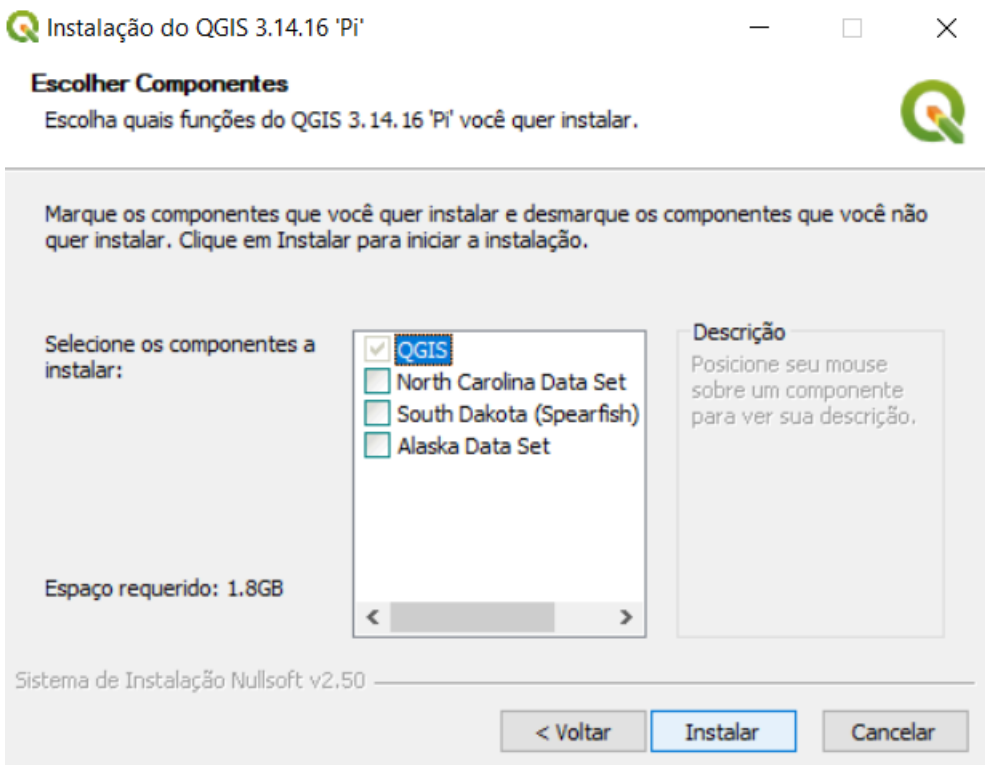 Instalação do QGIS 3.14.16 'Pi'
Escolher Componentes
Escolha quais funções do QGIS 3.14.16 'Pi' você quer instalar.
Marque os componentes que você quer instalar e desmarque os componentes que você não
quer instalar. Clique em Instalar para iniciar a instalação.
Selecione os componentes a
instalar:
QGIS
North Carolina Data Set
South Dakota (Spearfish)
Alaska Data Set
Descrição
Posicione seu mouse
sobre um componente
para ver sua descrição.
Espaço requerido: 1.8GB
Sistema de Instalação Nullsoft v2.50
< Voltar
Instalar
Cancelar